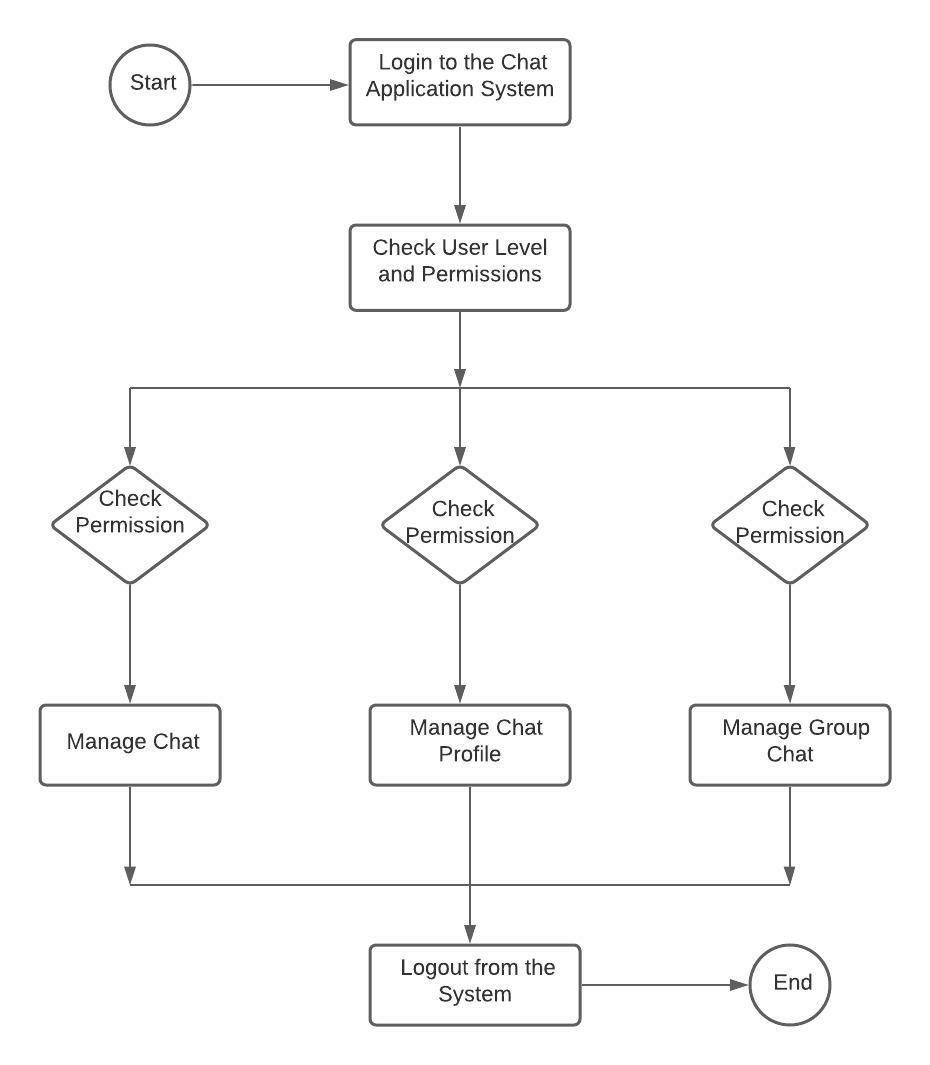 Start
Login to the Chat
Application System
Check User Level
and Permissions
Check
Permission
Check
Permission
Check
Permission
Manage Chat
Manage Chat
Profile
Manage Group
Chat
Logout from the
System
End